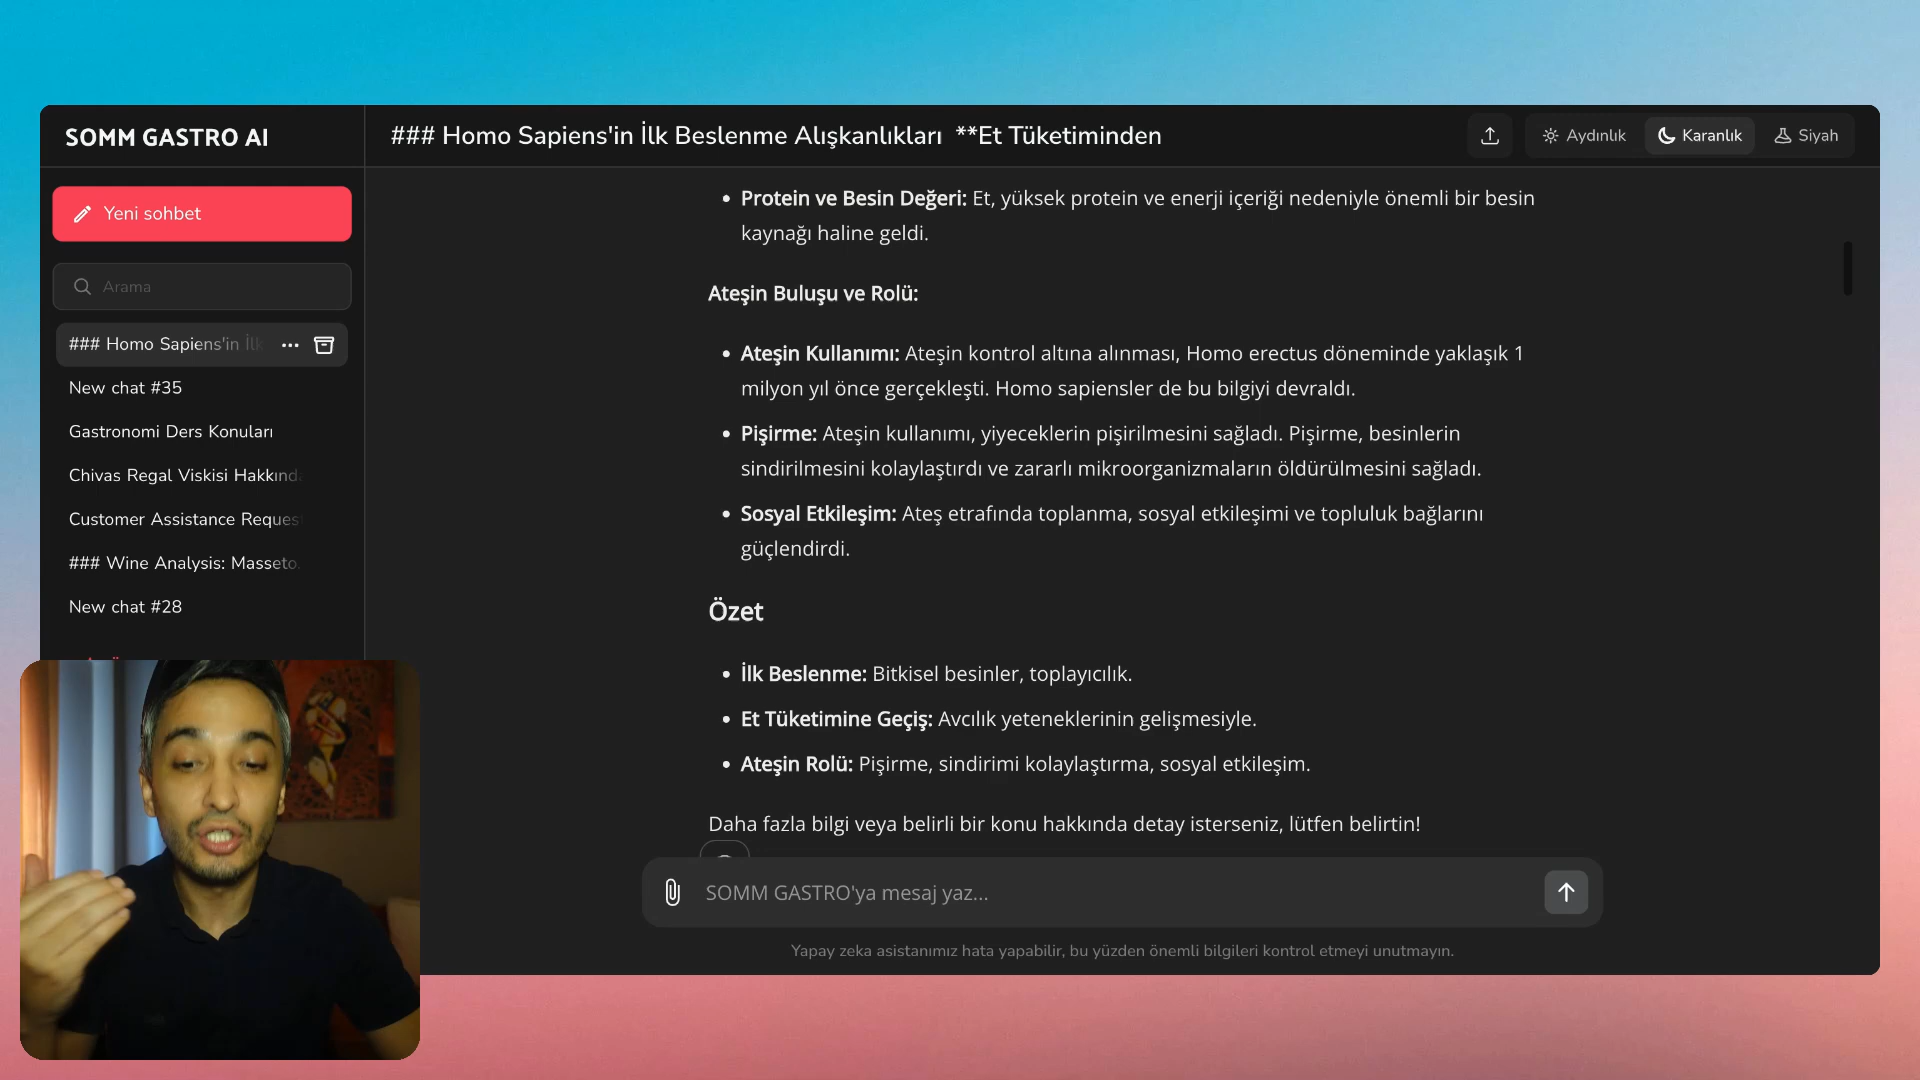 SOMM GASTRO AI
### Homo Sapiens'in İlk Beslenme Alışkanlıkları **Et Tüketiminden
Aydınlık
Karanlık
Siyah
Yeni sohbet
Arama
### Homo Sapiens'in İlk
New chat #35
Gastronomi Ders Konuları
Chivas Regal Viskisi Hakkında
Customer Assistance Request
### Wine Analysis: Masseto.
New chat #28
• Protein ve Besin Değeri: Et, yüksek protein ve enerji içeriği nedeniyle önemli bir besin
kaynağı haline geldi.
Ateşin Buluşu ve Rolü:
• Ateşin Kullanımı: Ateşin kontrol altına alınması, Homo erectus döneminde yaklaşık 1
milyon yıl önce gerçekleşti. Homo sapiensler de bu bilgiyi devraldı.
• Pişirme: Ateşin kullanımı, yiyeceklerin pişirilmesini sağladı. Pişirme, besinlerin
sindirilmesini kolaylaştırdı ve zararlı mikroorganizmaların öldürülmesini sağladı.
• Sosyal Etkileşim: Ateş etrafında toplanma, sosyal etkileşimi ve topluluk bağlarını
güçlendirdi.
Özet
• İlk Beslenme: Bitkisel besinler, toplayıcılık.
• Et Tüketimine Geçiş: Avcılık yeteneklerinin gelişmesiyle.
• Ateşin Rolü: Pişirme, sindirimi kolaylaştırma, sosyal etkileşim.
Daha fazla bilgi veya belirli bir konu hakkında detay isterseniz, lütfen belirtin!
SOMM GASTRO'ya mesaj yaz...
Yapay zeka asistanımız hata yapabilir, bu yüzden önemli bilgileri kontrol etmeyi unutmayın.